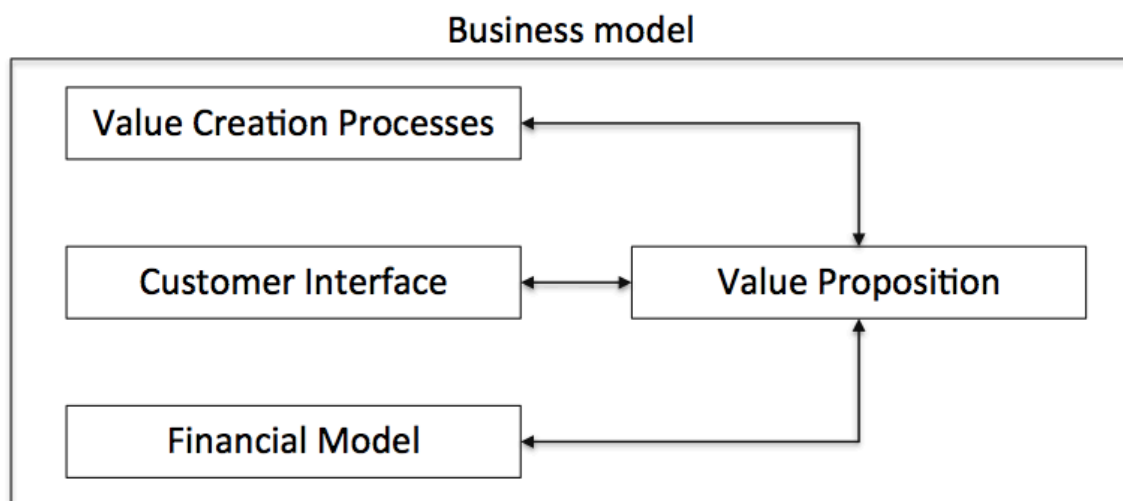 Business model
Value Creation Processes
Customer Interface
Value Proposition
Financial Model